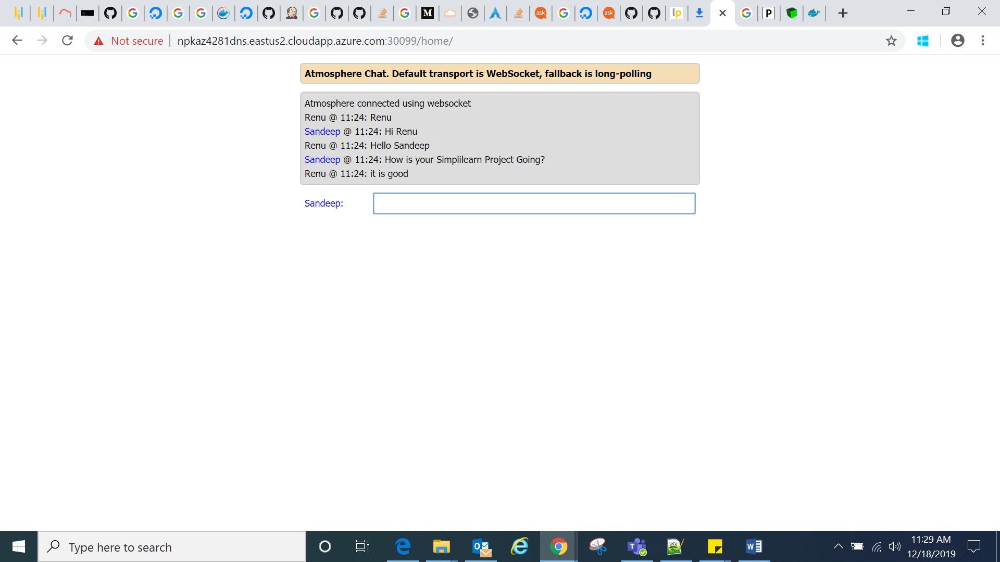 Not secure
npkaz4281dns.eastus2.cloudapp.azure.com:30099/home/
Atmosphere Chat. Default transport is WebSocket, fallback is long-polling
Atmosphere connected using websocket
Renu @ 11:24: Renu
Sandeep @ 11:24: Hi Renu
Renu @ 11:24: Hello Sandeep
Sandeep @ 11:24: How is your Simplilearn Project Going?
Renu @ 11:24: it is good
Sandeep:
Type here to search
11:29 AM
12/18/2019